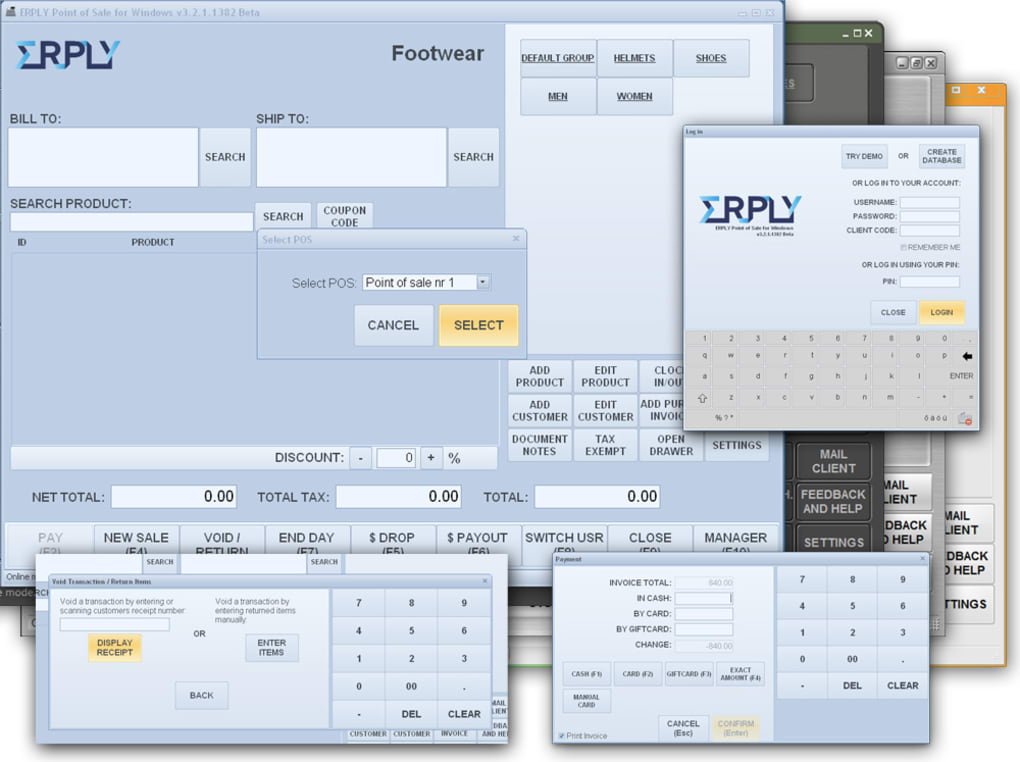 ERPLY Point of Sale for Windows v3.2.1.1382 Beta
ERPLY
Footwear
DEFAULT GROUP HELMETS SHOES
MEN WOMEN
BILL TO:
SHIP TO:
SEARCH
SEARCH
SEARCH PRODUCT:
SEARCH
COUPON
CODE
ID PRODUCT
Select POS
Select POS: Point of sale nr 1
CANCEL SELECT
ADD
PRODUCT
EDIT
PRODUCT
CLOC
IN/OU
ADD
CUSTOMER
EDIT
CUSTOMER
ADD PUR
INVOIC
DOCUMENT
NOTES
TAX
EXEMPT
OPEN
DRAWER
SETTINGS
DISCOUNT: - 0 + %
NET TOTAL: 0.00 TOTAL TAX: 0.00 TOTAL: 0.00
PAY
NEW SALE
(F4)
VOID /
RETURN
END DAY
(F7)
$ DROP
(F5)
$ PAYOUT
(F6)
SWITCH USR
(F8)
CLOSE
(F9)
MANAGER
(F10)
Online m
Log in
TRY DEMO OR CREATE
DATABASE
OR LOG IN TO YOUR ACCOUNT:
ERPLY
ERPLY Point of Sale for Windows
v3.2.1.1382 Beta
USERNAME:
PASSWORD:
CLIENT CODE:
REMEMBER ME
OR LOG IN USING YOUR PIN:
PIN:
CLOSE LOGIN
1 2 3 4 5 6 7 8 9 0 . ,
q w e r t y u i o p
a s d f g h j k l ENTER
z x c v b n m - * =
% ? * õ ä ö ü
MAIL
CLIENT
FEEDBACK
AND HELP
SETTINGS
MAIL
LIENT
DBACK
D HELP
MAIL
LIENT
DBACK
D HELP
TTINGS
SEARCH SEARCH
Void Transaction / Return Items
Void a transaction by entering or
scanning customers receipt number:
Void a transaction by
entering returned items
manually:
DISPLAY
RECEIPT
OR
ENTER
ITEMS
BACK
7 8 9
4 5 6
1 2 3
0 00 .
- DEL CLEAR
CUSTOMER CUSTOMER INVOICE AND HE
Payment
INVOICE TOTAL: 840.00
IN CASH:
BY CARD:
BY GIFTCARD:
CHANGE: -840.00
CASH (F1) CARD (F2) GIFTCARD (F3) EXACT
AMOUNT (F4)
MANUAL
CARD
CANCEL
(Esc)
CONFIRM
(Enter)
Print Invoice
7 8 9
4 5 6
1 2 3
0 00 .
- DEL CLEAR